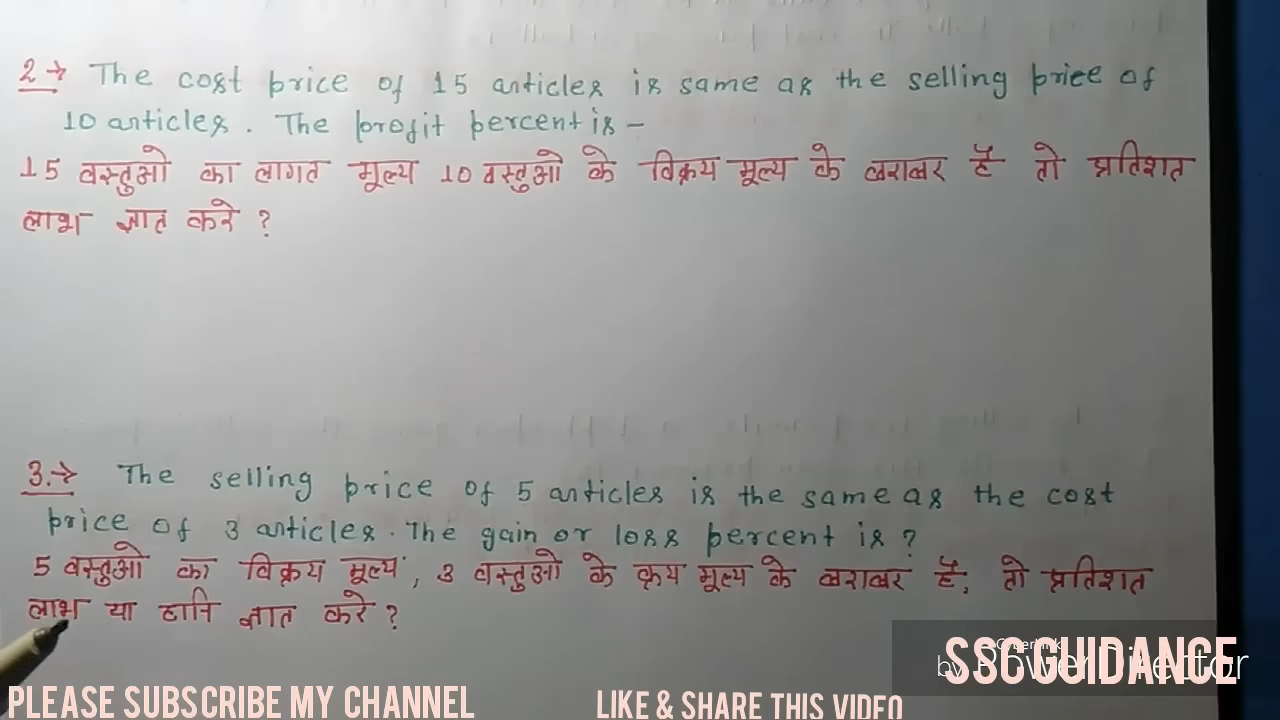 2→ The cost price of 15 articles is same as the selling price of
10 articles. The profit percent is –
15 वस्तुओ का लागत मूल्य 10 वस्तुओ के विक्रय मूल्य के बराबर है तो प्रतिशत
लाभ ज्ञात करे ?
3.→ The selling price of 5 articles is the same as the cost
price of 3 articles. The gain or loss percent is ?
5 वस्तुओ का विक्रय मूल्य, 3 वस्तुओ के क्रय मूल्य के बराबर है, तो प्रतिशत
लाभ या हानि ज्ञात करे ?
SSCGUIDANCE
by PowerDirector
PLEASE SUBSCRIBE MY CHANNEL
LIKE & SHARE THIS VIDEO